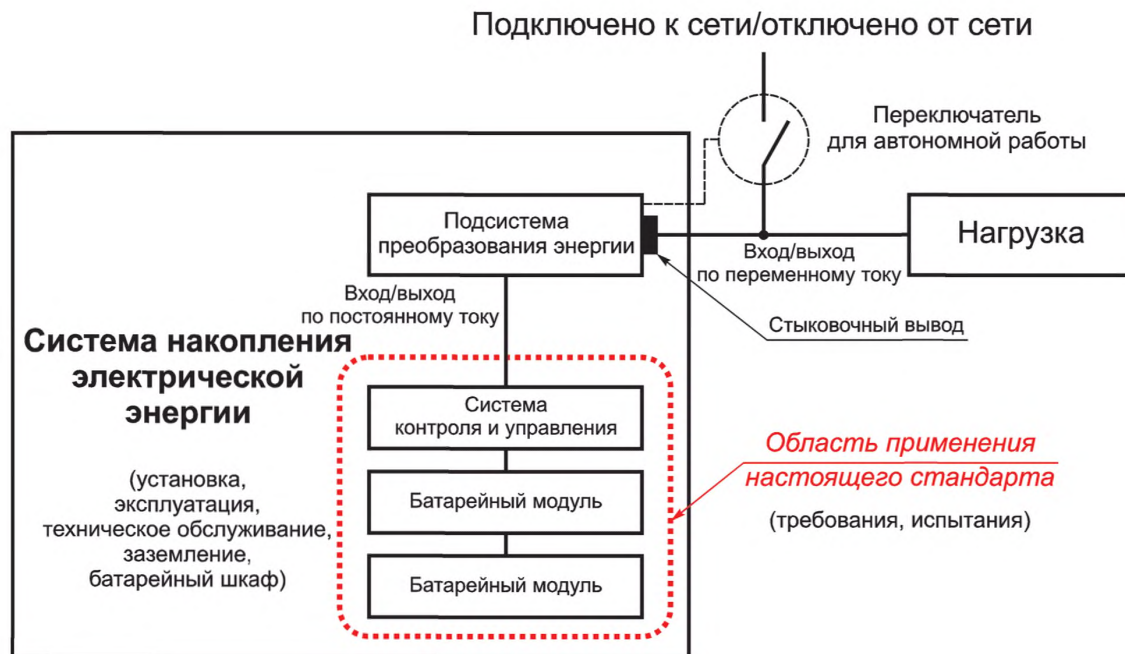 Подключено к сети/отключено от сети
Переключатель
для автономной работы
Подсистема
преобразования энергии
Нагрузка
Вход/выход
по переменному току
Вход/выход
по постоянному току
Стыковочный вывод
Система накопления
электрической
энергии
Система
контроля и управления
Область применения
настоящего стандарта
(установка,
эксплуатация,
техническое обслуживание,
заземление,
батарейный шкаф)
Батарейный модуль
(требования, испытания)
Батарейный модуль